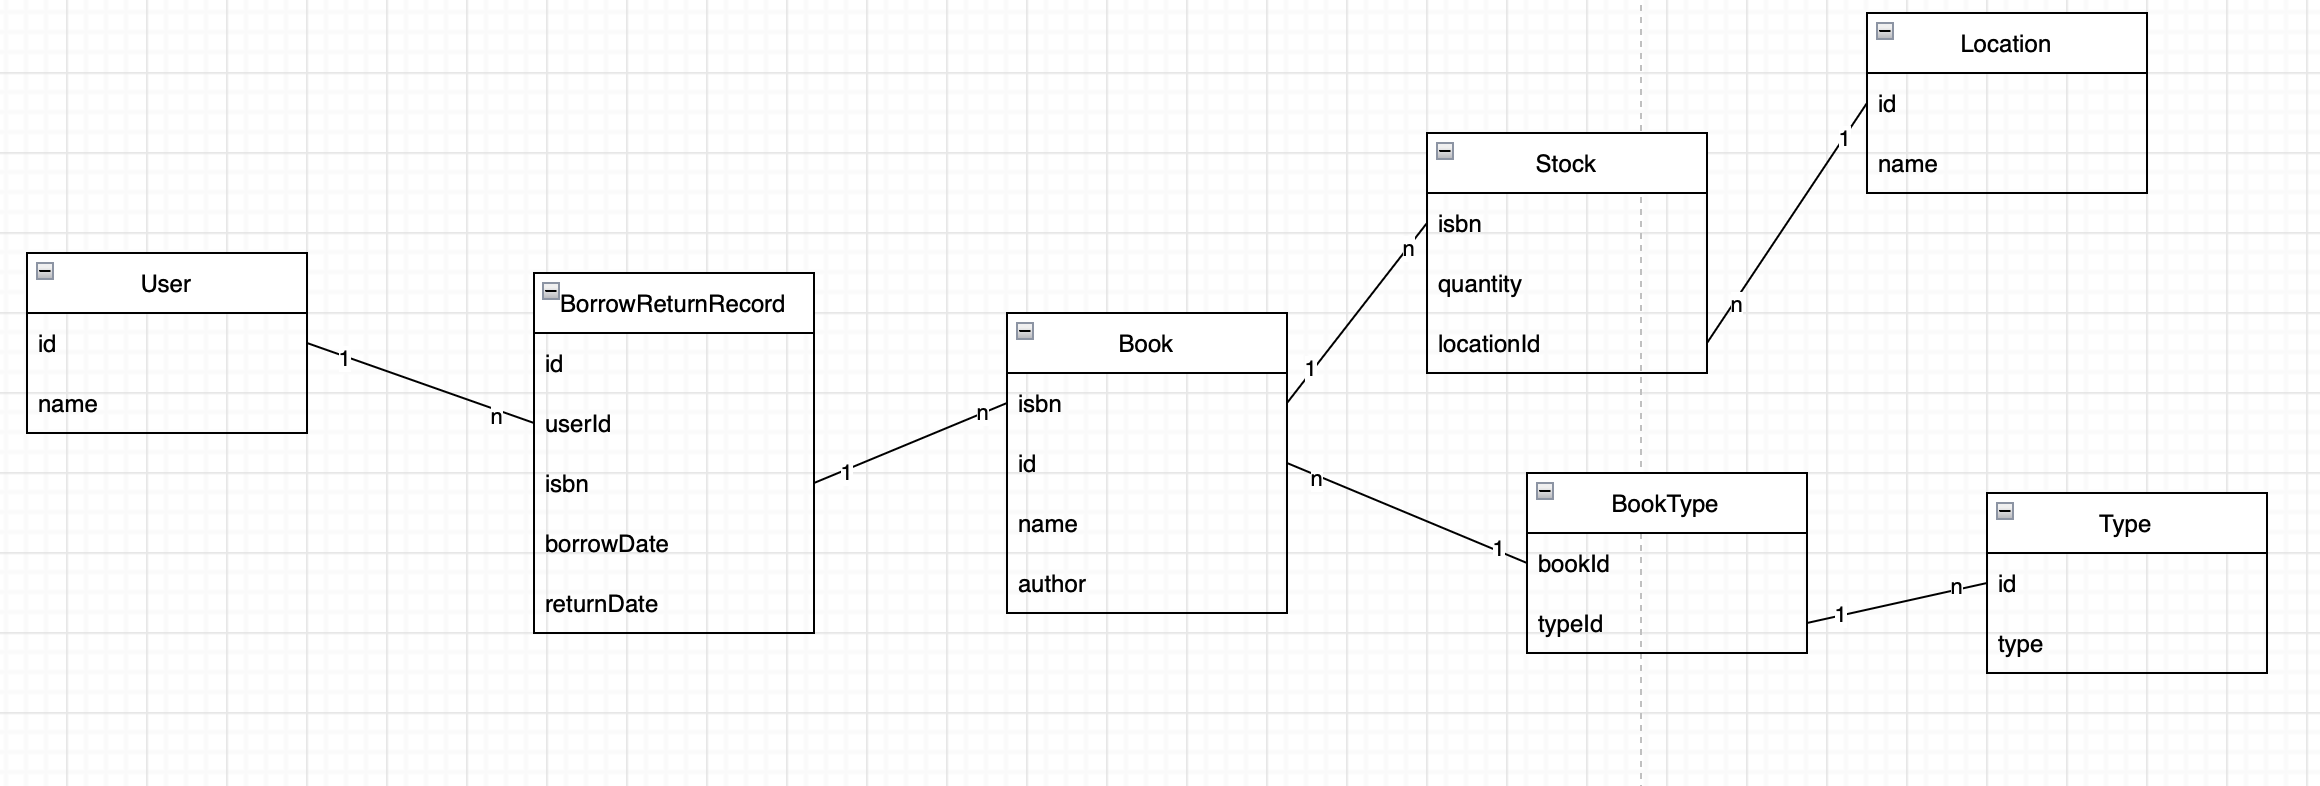 User
id
name
1
n
BorrowReturnRecord
id
userId
isbn
borrowDate
returnDate
1
n
Book
isbn
id
name
author
1
n
Stock
isbn
quantity
locationId
n
1
Location
id
name
n
1
BookType
bookId
typeId
1
n
Type
id
type